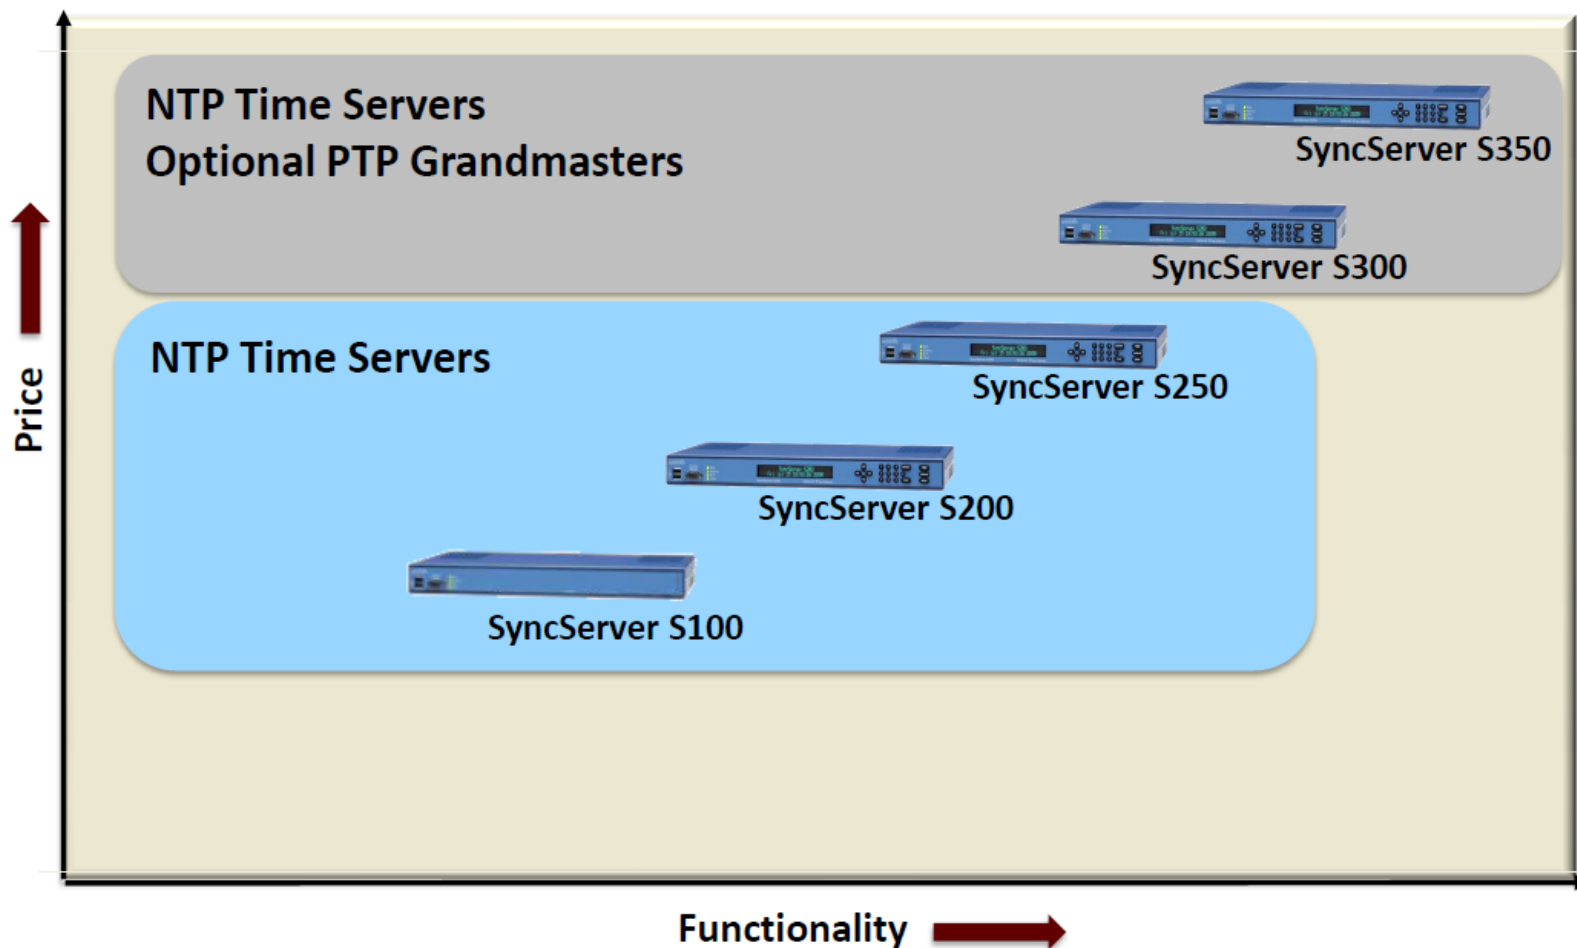 NTP Time Servers
Optional PTP Grandmasters
SyncServer S350
SyncServer S300
NTP Time Servers
SyncServer S250
SyncServer S200
SyncServer S100
Price
Functionality